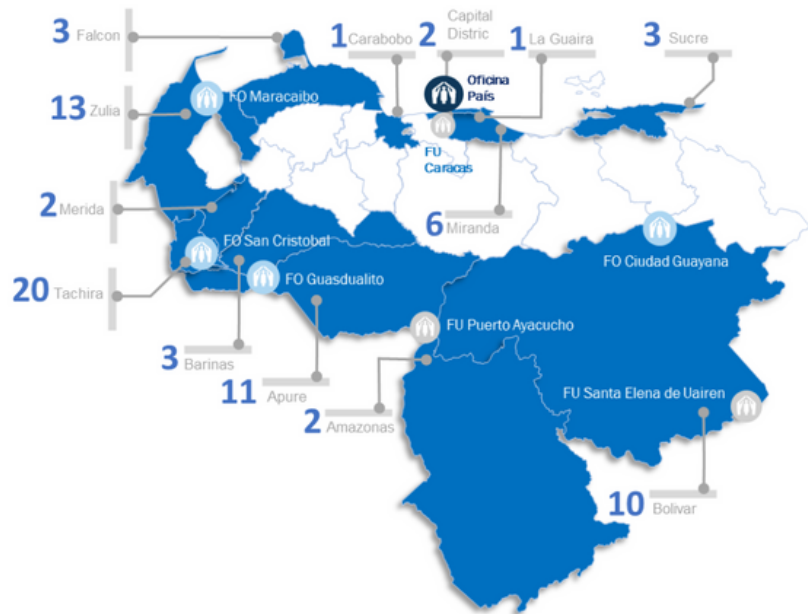 3 Falcon
1 Carabobo
2 Capital
Distric
1 La Guaira
3 Sucre
Oficina
País
13 Zulia
FO Maracaibo
FU
Caracas
2 Merida
6 Miranda
FO San Cristobal
FO Ciudad Guayana
20 Tachira
FO Guasdualito
FU Puerto Ayacucho
3 Barinas
11 Apure
2 Amazonas
FU Santa Elena de Uairen
10 Bolivar